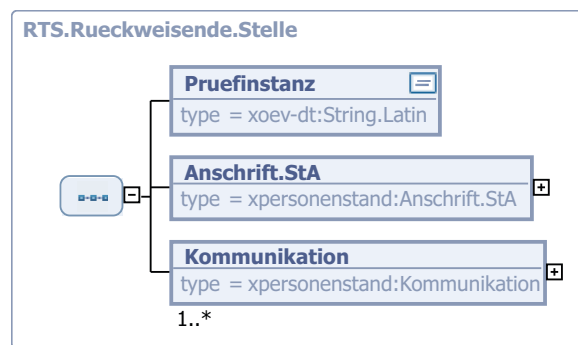 RTS.Rueckweisende.Stelle
Pruefinstanz
type = xoev-dt:String.Latin
Anschrift.StA
type = xpersonenstand:Anschrift.StA
Kommunikation
type = xpersonenstand:Kommunikation
1..*